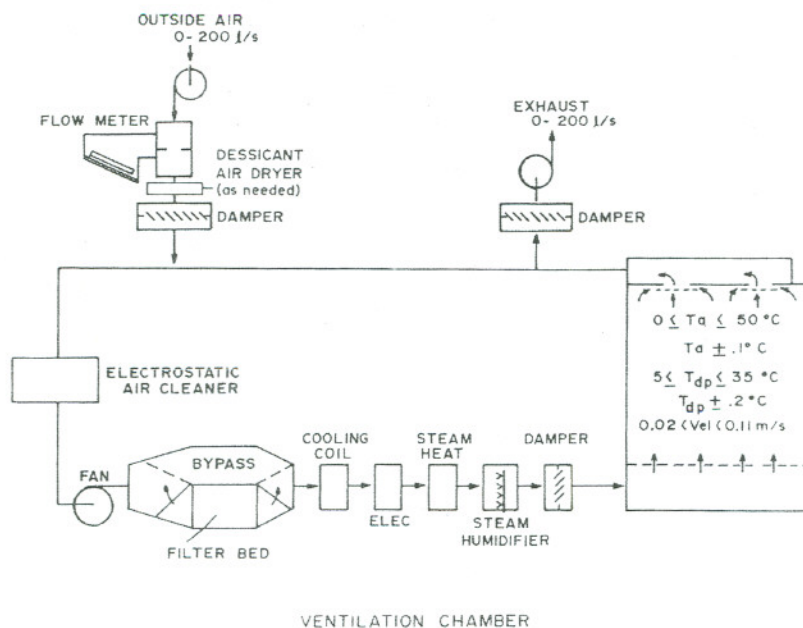 OUTSIDE AIR
0-200 l/s
FLOW METER
DESSICANT
AIR DRYER
(as needed)
DAMPER
EXHAUST
0-200 l/s
DAMPER
0 ≤ Ta ≤ 50 °C
Ta ± .1° C
5 ≤ Tdp ≤ 35 °C
Tdp ± .2 °C
0.02 < Vel < 0.11 m/s
ELECTROSTATIC
AIR CLEANER
FAN
BYPASS
FILTER BED
COOLING
COIL
ELEC
STEAM
HEAT
STEAM
HUMIDIFIER
DAMPER
VENTILATION CHAMBER